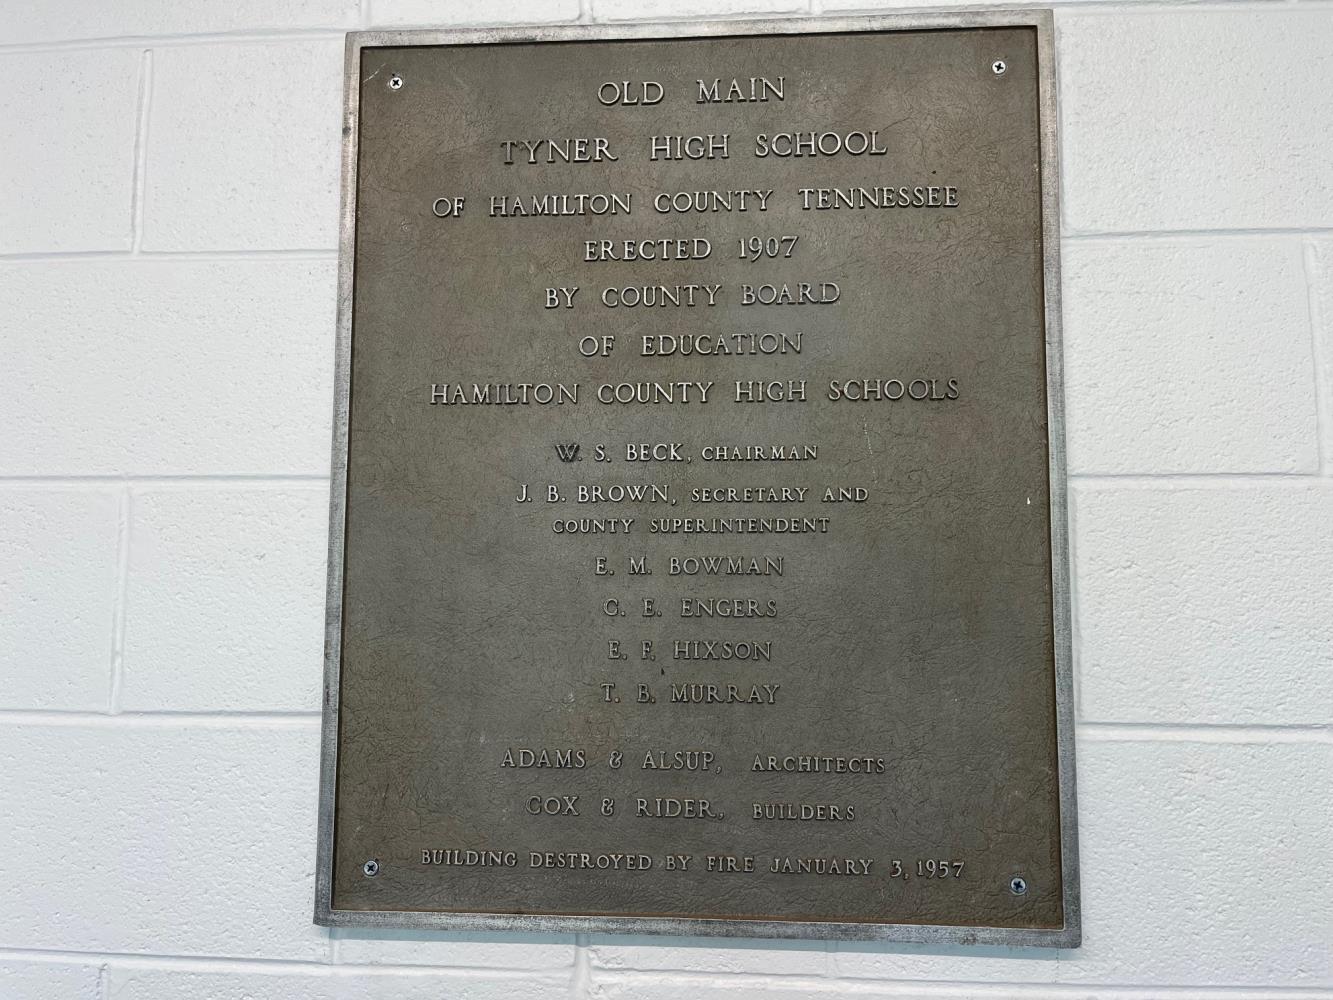 OLD MAIN
TYNER HIGH SCHOOL
OF HAMILTON COUNTY TENNESSEE
ERECTED 1907
BY COUNTY BOARD
OF EDUCATION
HAMILTON COUNTY HIGH SCHOOLS
W. S. BECK, CHAIRMAN
J. B. BROWN, SECRETARY AND
COUNTY SUPERINTENDENT
E. M. BOWMAN
C. E. ENGERS
E. F. HIXSON
T. B. MURRAY
ADAMS & ALSUP, ARCHITECTS
COX & RIDER, BUILDERS
BUILDING DESTROYED BY FIRE JANUARY 3, 1957